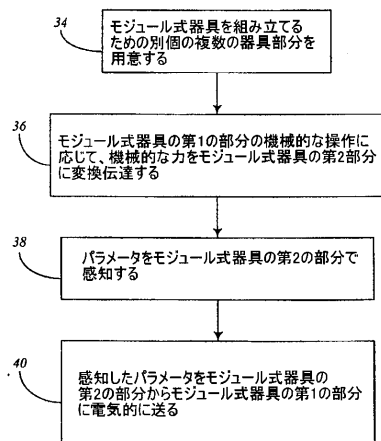 34
モジュール式器具を組み立てる
ための別個の複数の器具部分を
用意する
36
モジュール式器具の第1の部分の機械的な操作に
応じて、機械的な力をモジュール式器具の第2部分
に変換伝達する
38
パラメータをモジュール式器具の第2の部分で
感知する
40
感知したパラメータをモジュール式器具の
第2の部分からモジュール式器具の第1の部分
に電気的に送る